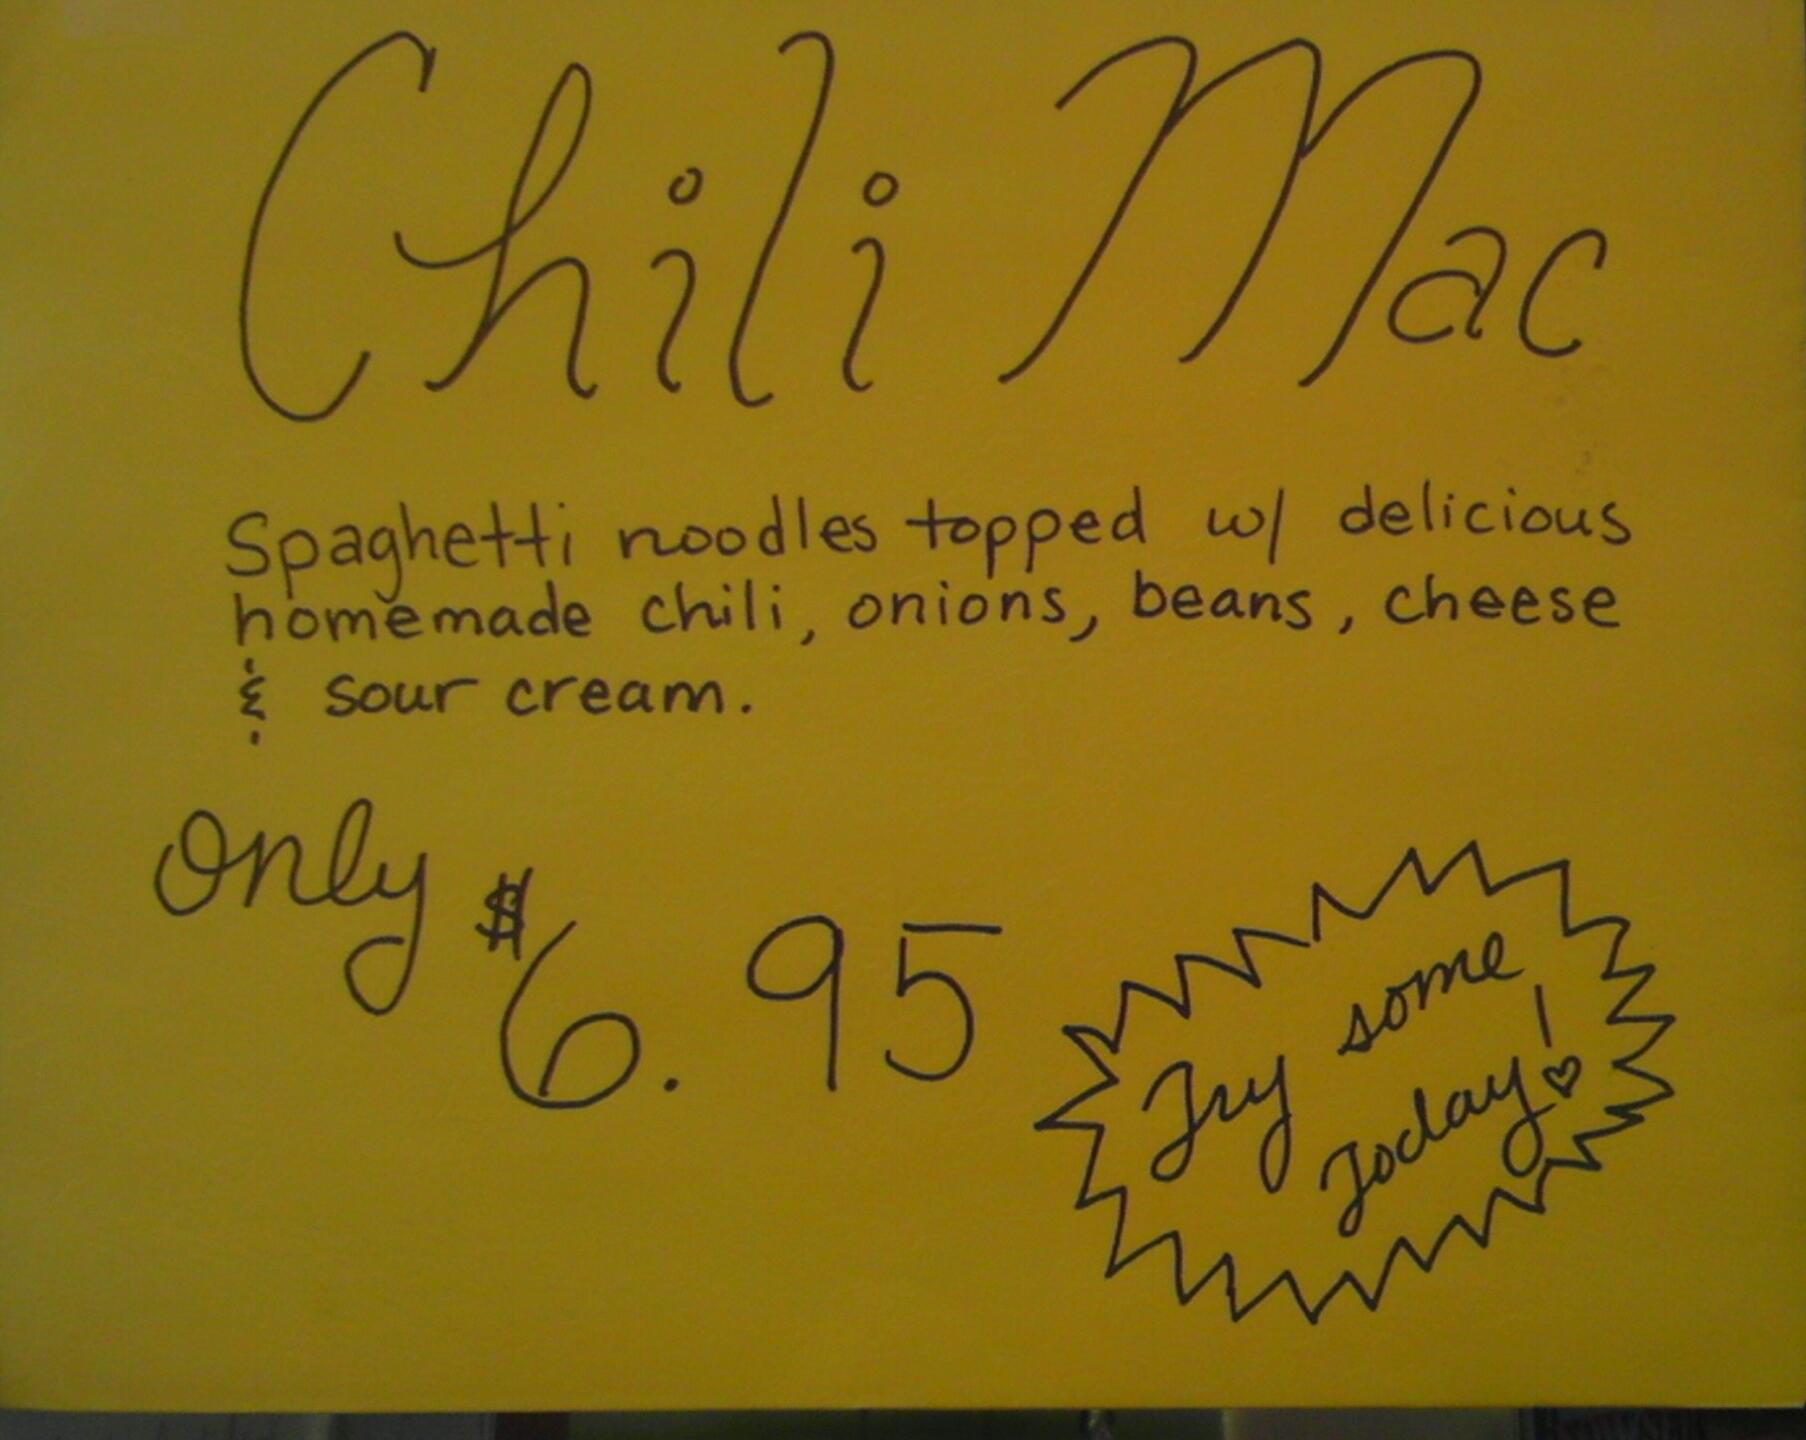 Chili Mac
Spaghetti noodles topped w/ delicious
homemade chili, onions, beans, cheese
& sour cream.
only $6.95
Try some
Today!